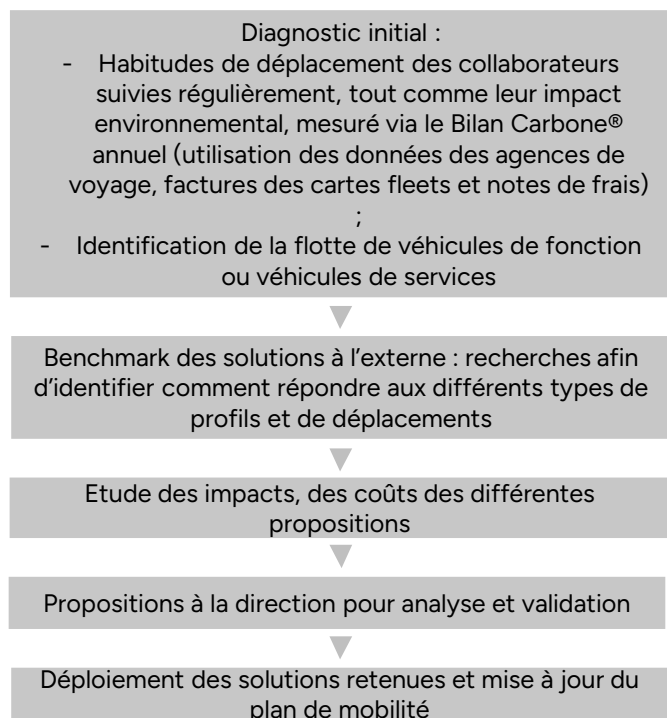 Diagnostic initial :
- Habitudes de déplacement des collaborateurs
suivies régulièrement, tout comme leur impact
environnemental, mesuré via le Bilan Carbone®
annuel (utilisation des données des agences de
voyage, factures des cartes fleets et notes de frais)
;
- Identification de la flotte de véhicules de fonction
ou véhicules de services
Benchmark des solutions à l’externe : recherches afin
d’identifier comment répondre aux différents types de
profils et de déplacements
Etude des impacts, des coûts des différentes
propositions
Propositions à la direction pour analyse et validation
Déploiement des solutions retenues et mise à jour du
plan de mobilité